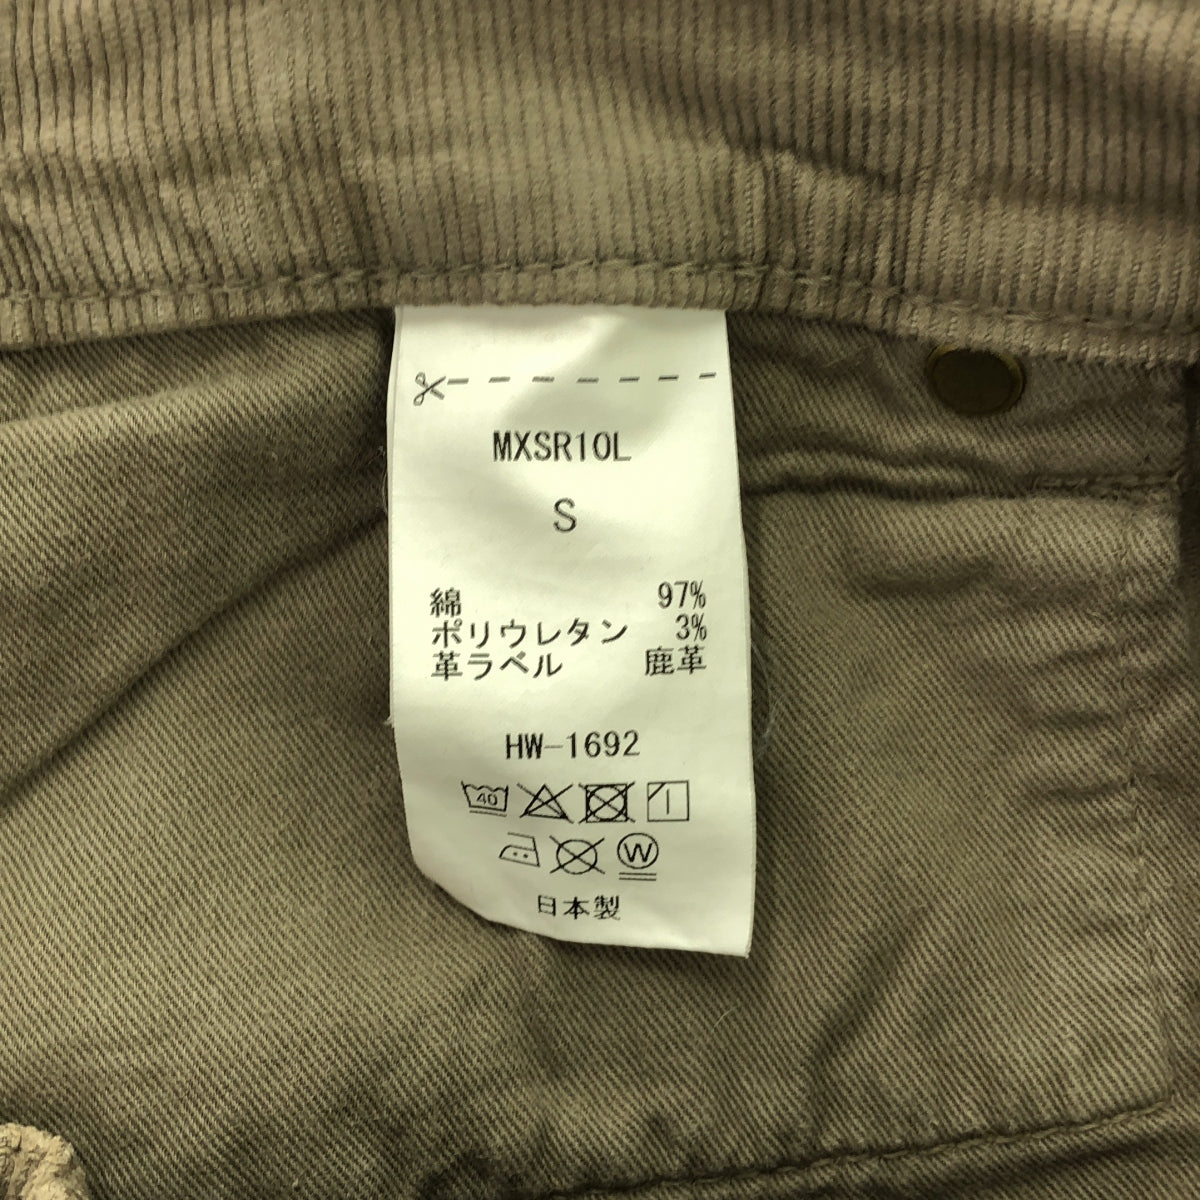 MXSR10L
S
綿 97%
ポリウレタン 3%
革ラベル 鹿革
HW-1692
40
W
日本製